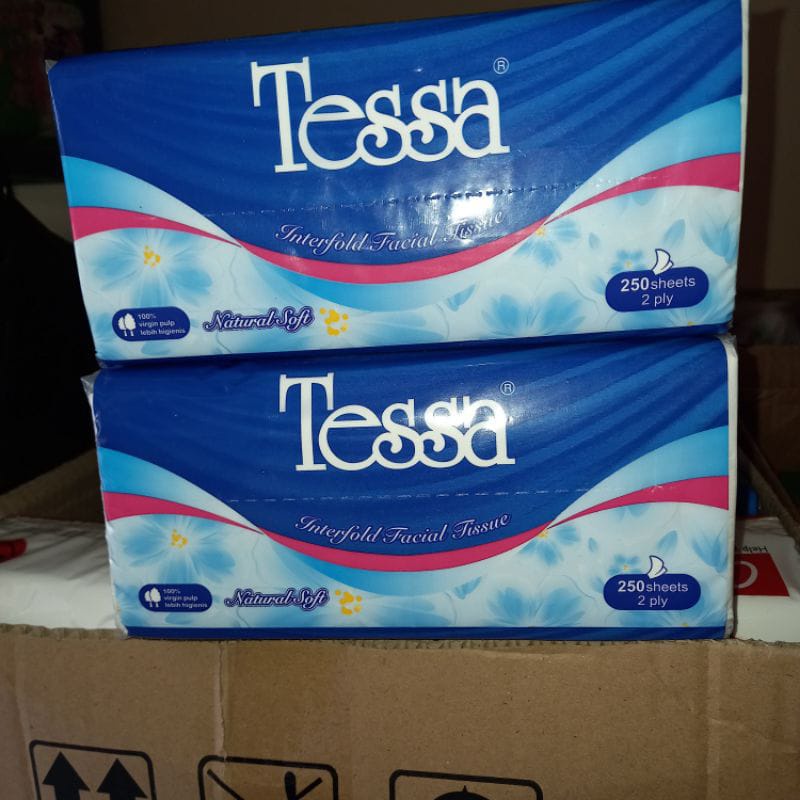 Tessa®
Interfold Facial Tissue
250 sheets
2 ply
100%
virgin pulp
lebih higienis
Natural Soft
Tessa®
Interfold Facial Tissue
250 sheets
2 ply
100%
virgin pulp
lebih higienis
Natural Soft
Help